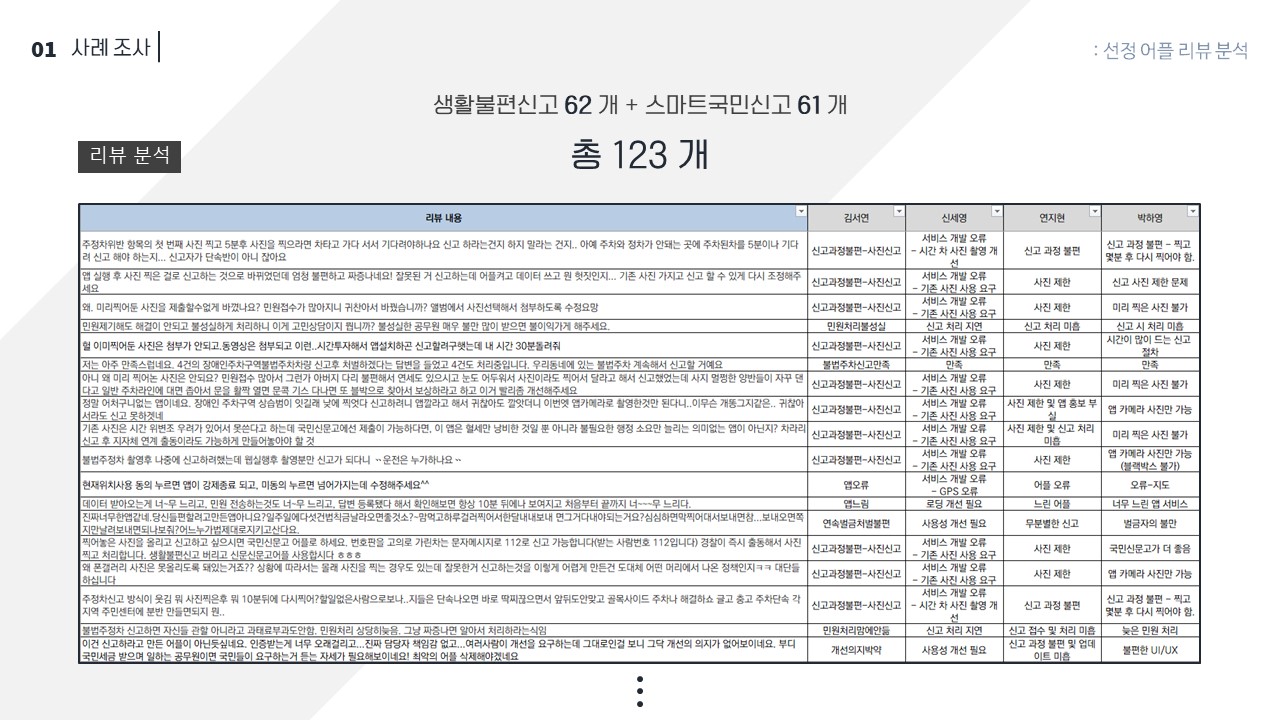 01 사례 조사
: 선정 어플 리뷰 분석
생활불편신고 62 개 + 스마트국민신고 61 개
총 123 개
리뷰 분석
리뷰 내용 김서연 신세영 연지현 박하영
주정차위반 항목의 첫 번째 사진 찍고 5분후 사진을 찍으라면 차타고 가다 서서 기다려야하나요 신고 하라는건지 하지 말라는 건지.. 아예 주차와 정차가 안돼는 곳에 주차된차를 5분이나 기다
려 신고 해야 하는지... 신고자가 단속반이 아니 잖아요
신고과정불편-사진신고
서비스 개발 오류
- 시간 차 사진 촬영 개
선
신고 과정 불편
신고 과정 불편 - 찍고
몇분 후 다시 찍어야 함.
앱 실행 후 사진 찍은 걸로 신고하는 것으로 바뀌었던데 엄청 불편하고 짜증나네요! 잘못된 거 신고하는데 어플켜고 데이터 쓰고 뭔 헛짓인지... 기존 사진 가지고 신고 할 수 있게 다시 조정해주
세요
신고과정불편-사진신고
서비스 개발 오류
- 기존 사진 사용 요구
사진 제한
신고 사진 문제
왜. 미리찍어둔 사진을 제출할수없게 바꼈나요? 민원접수가 많아지니 귀찬아서 바꿨습니까? 앨범에서 사진선택해서 첨부하도록 수정요망
신고과정불편-사진신고
서비스 개발 오류
- 기존 사진 사용 요구
사진 제한
미리 찍은 사진 불가
민원제기해도 해결이 안되고 불성실하게 처리하니 이게 고민상담이지 뭡니까? 불성실한 공무원 매우 불만 많이 받으면 불이익가게 해주세요.
민원처리불성실
신고 처리 지연
신고 처리 미흡
신고 시 처리 미흡
헐 이미찍어둔 사진은 첨부가 안되고.동영상은 첨부되고 이런..시간투자해서 앱설치하곤 신고할려구햇는데 내 시간 30분돌려줘
신고과정불편-사진신고
서비스 개발 오류
- 기존 사진 사용 요구
사진 제한
시간이 많이 드는 신고
절차
저는 아주 만족스럽네요. 4건의 장애인주차구역불법주차차량 신고후 처벌하겠다는 답변을 들었고 4건도 처리중입니다. 우리동네에 있는 불법주차 계속해서 신고할 거예요
불법주차신고만족
만족
만족
만족
아니 왜 미리 찍어논 사진은 안되요? 민원접수 많아서 그런가 아버지 다리 불편해서 연세도 있으시고 눈도 어두워서 사진이라도 찍어서 달라고 해서 신고했었는데 사지 멀쩡한 양반들이 자꾸 댄
다고 일반 주차라인에 대면 좁아서 문을 활짝 열면 문콕 기스 다나면 또 블박으로 찾아서 보상하라고 하고 이거 빨리좀 개선해주세요
신고과정불편-사진신고
서비스 개발 오류
- 기존 사진 사용 요구
사진 제한
미리 찍은 사진 불가
정말 어처구니없는 앱이네요. 장애인 주차구역 상습범이 잇길래 낮에 찍엇다 신고하려니 앱깔라고 해서 귀찮아도 깔앗더니 이번엣 앱카메라로 촬영한것만 된다니..이무슨 개똥그지같은.. 귀찮아
서라도 신고 못하겟네
신고과정불편-사진신고
서비스 개발 오류
- 기존 사진 사용 요구
사진 제한 및 앱 홍보 부
실
앱 카메라 사진만 가능
기존 사진은 시간 위변조 우려가 있어서 못쓴다고 하는데 국민신문고에선 제출이 가능하다면, 이 앱은 혈세만 낭비한 것일 뿐 아니라 불필요한 행정 소요만 늘리는 의미없는 앱이 아닌지? 차라리
신고 후 지자체 연계 출동이라도 가능하게 만들어놓아야 할 것
신고과정불편-사진신고
서비스 개발 오류
- 기존 사진 사용 요구
사진 제한 및 신고 처리
미흡
미리 찍은 사진 불가
불법주정차 촬영후 나중에 신고하려했는데 웹실행후 촬영분만 신고가 되다니 ㅡㅡ운전은 누가하나요ㅡㅡ
신고과정불편-사진신고
서비스 개발 오류
- 기존 사진 사용 요구
사진 제한
앱 카메라 사진만 가능
(블랙박스 불가)
현재위치사용 동의 누르면 앱이 강제종료 되고, 미동의 누르면 넘어가지는데 수정해주세요^^
앱오류
서비스 개발 오류
- GPS 오류
어플 오류
오류-지도
데이터 받아오는게 너~무 느리고, 민원 전송하는것도 너~무 느리고, 답변 등록됐다 해서 확인해보면 항상 10분 뒤에나 보여지고 처음부터 끝까지 너~~~무 느리다.
앱느림
로딩 개선 필요
느린 어플
너무 느린 앱 서비스
진짜너무한앱같네.당신들편할려고만든앱아니요?일주일에다섯건법칙금날라오면좋것소?~맘먹고하루걸러찍어서한달내내보내 면그거다내야되는거요?심심하면막찍어대서보내면참...보내오면쪽
지만날려보내면되나보줘?어느누가법제대로지키고산다요.
연속벌금처벌불편
사용성 개선 필요
무분별한 신고
벌금자의 불만
찍어놓은 사진을 올리고 신고하고 싶으시면 국민신문고 어플로 하세요. 번호판을 고의로 가린차는 문자메시지로 112로 신고 가능합니다(받는 사람번호 112입니다) 경찰이 즉시 출동해서 사진
찍고 처리합니다. 생활불편신고 버리고 신문신문고어플 사용합시다 ㅎㅎㅎ
신고과정불편-사진신고
서비스 개발 오류
- 기존 사진 사용 요구
사진 제한
국민신문고가 더 좋음
왜 폰갤러리 사진은 못올리도록 돼있는거죠?? 상황에 따라서는 몰래 사진을 찍는 경우도 있는데 잘못한거 신고하는것을 이렇게 어렵게 만든건 도대체 어떤 머리에서 나온 정책인지ㅋㅋ 대단들
하십니다
신고과정불편-사진신고
서비스 개발 오류
- 기존 사진 사용 요구
사진 제한
앱 카메라 사진만 가능
주정차신고 방식이 웃김 뭐 사진찍은후 뭐 10분뒤에 다시찍어?할일없은사람으로보나..지들은 단속나오면 바로 딱찌끊으면서 앞뒤도안맞고 골목사이드 주차나 해결하쇼 글고 충고 주차단속 각
지역 주민센터에 분반 만들면되지 뭔..
신고과정불편-사진신고
서비스 개발 오류
- 시간 차 사진 촬영 개
선
신고 과정 불편
신고 과정 불편 - 찍고
몇분 후 다시 찍어야 함.
불법주정차 신고하면 자신들 관할 아니라고 과태료부과도안함. 민원처리 상당히늦음. 그냥 짜증나면 알아서 처리하라는식임
민원처리맘에안듦
신고 처리 지연
신고 접수 및 처리 미흡
늦은 민원 처리
이건 신고하라고 만든 어플이 아닌듯싶네요. 인증받는게 너무 오래걸리고...진짜 담당자 책임감 없고...여러사람이 개선을 요구하는데 그대로인걸 보니 그닥 개선의 의지가 없어보이네요. 부디
국민세금 받으며 일하는 공무원이면 국민들이 요구하는거 듣는 자세가 필요해보이네요! 최악의 어플 삭제해야겠네요
개선의지박약
사용성 개선 필요
신고 과정 불편 및 업데
이트 미흡
불편한 UI/UX